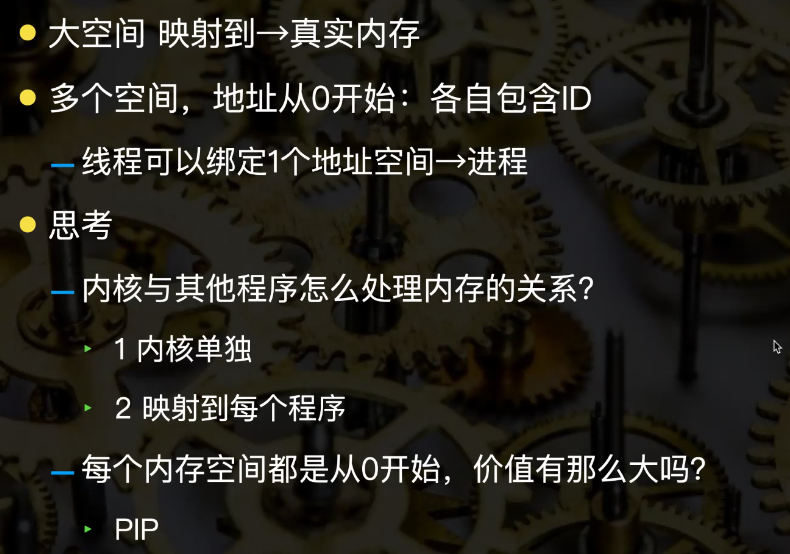 大空间 映射到→真实内存
多个空间，地址从0开始：各自包含ID
线程可以绑定1个地址空间→进程
思考
内核与其他程序怎么处理内存的关系？
1 内核单独
2 映射到每个程序
每个内存空间都是从0开始，价值有那么大吗？
PIP